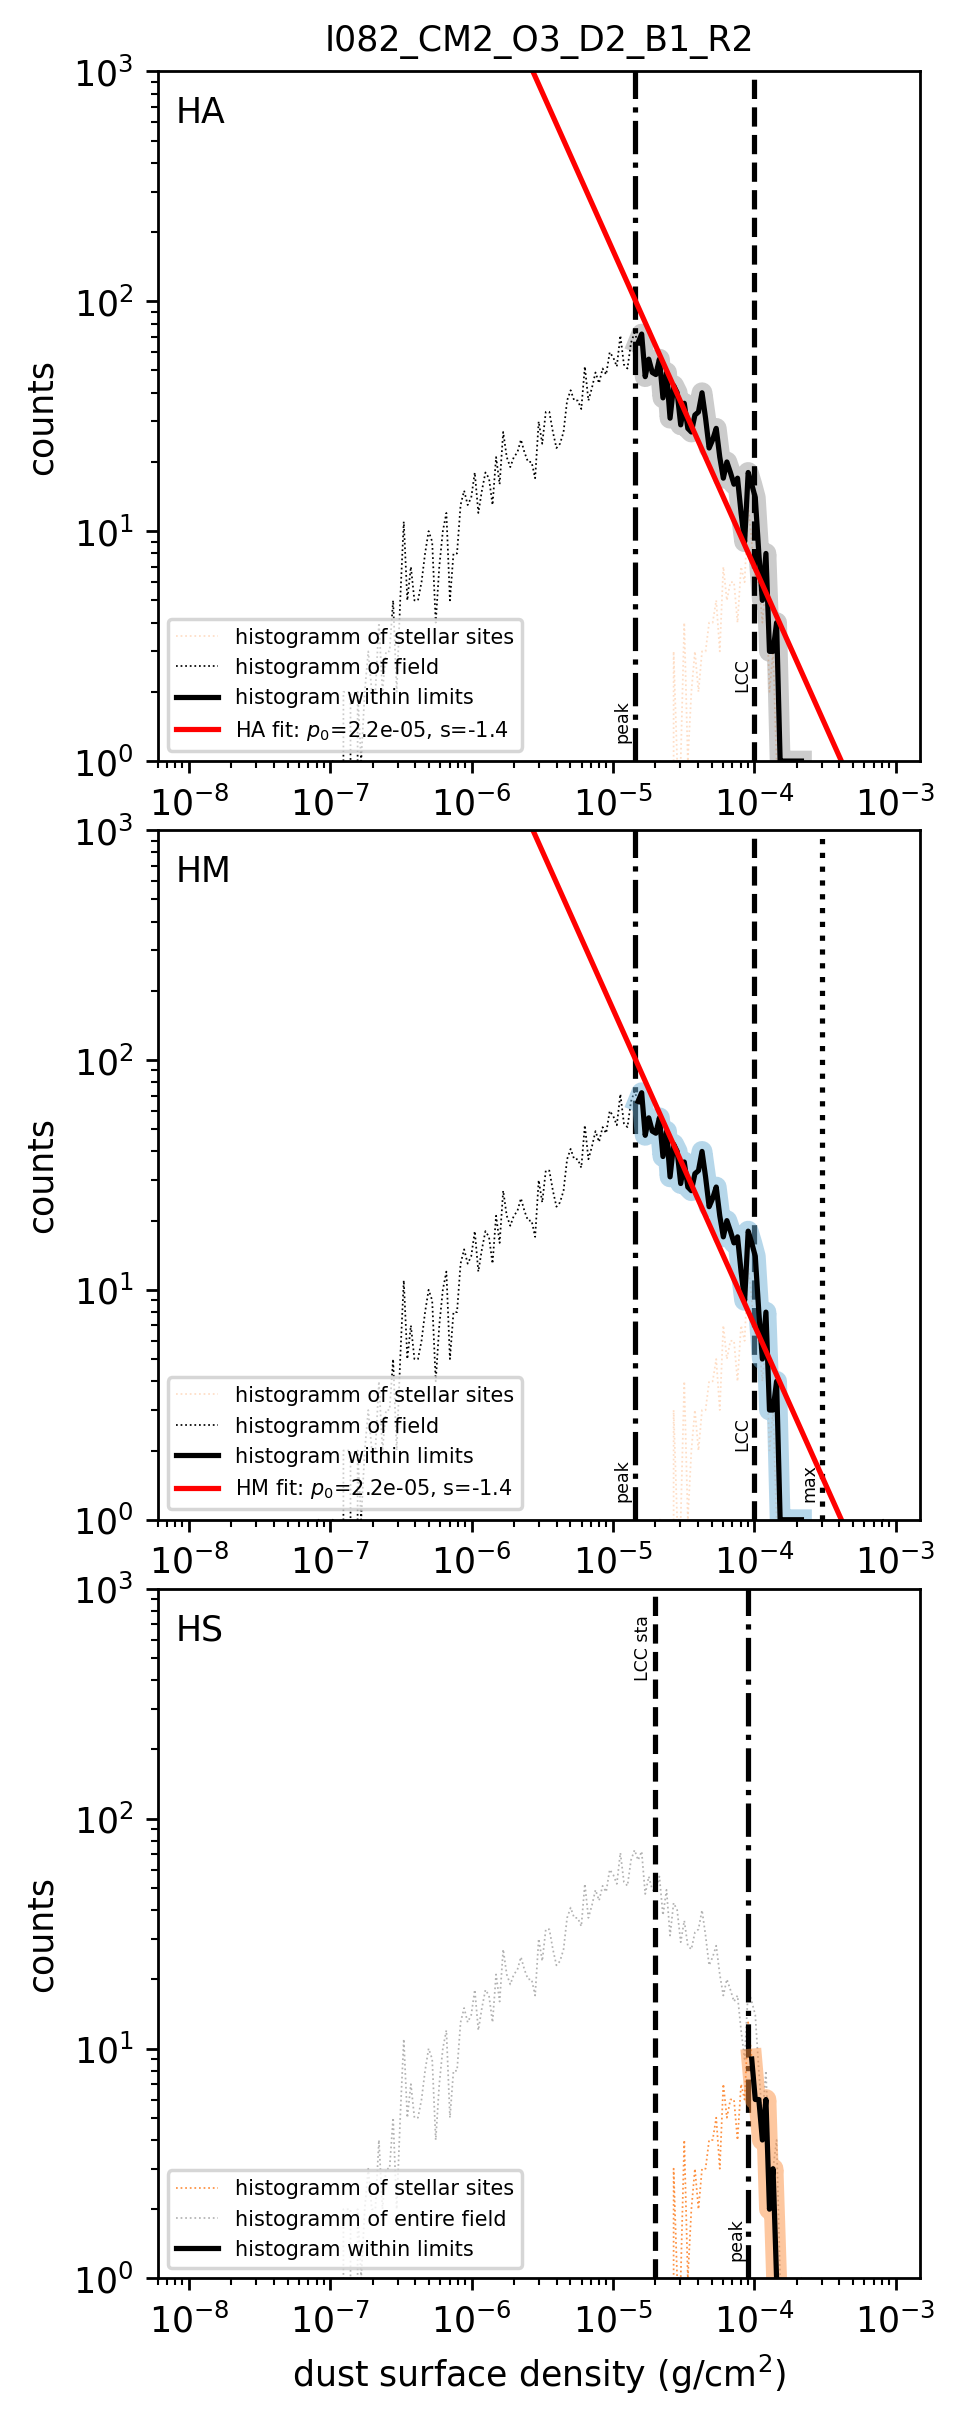 I082_CM2_O3_D2_B1_R2
10³
HA
10²
counts
10¹
histogramm of stellar sites
histogramm of field
histogram within limits
HA fit: p₀=2.2e-05, s=-1.4
peak
LCC
10⁰
10⁻⁸ 10⁻⁷ 10⁻⁶ 10⁻⁵ 10⁻⁴ 10⁻³
10³
HM
10²
counts
10¹
histogramm of stellar sites
histogramm of field
histogram within limits
HM fit: p₀=2.2e-05, s=-1.4
peak
LCC
max
10⁰
10⁻⁸ 10⁻⁷ 10⁻⁶ 10⁻⁵ 10⁻⁴ 10⁻³
10³
HS
LCC sta
10²
counts
10¹
histogramm of stellar sites
histogramm of entire field
histogram within limits
peak
10⁰
10⁻⁸ 10⁻⁷ 10⁻⁶ 10⁻⁵ 10⁻⁴ 10⁻³
dust surface density (g/cm²)